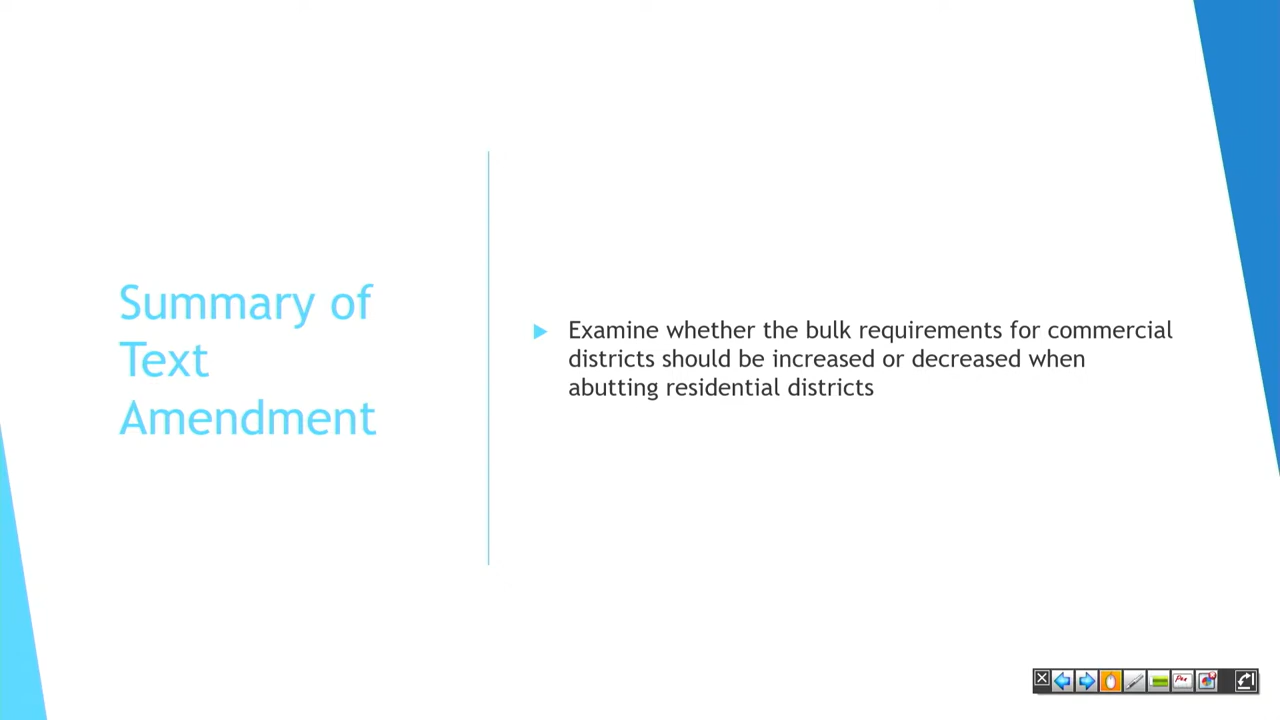 Summary of
Text
Amendment
Examine whether the bulk requirements for commercial
districts should be increased or decreased when
abutting residential districts